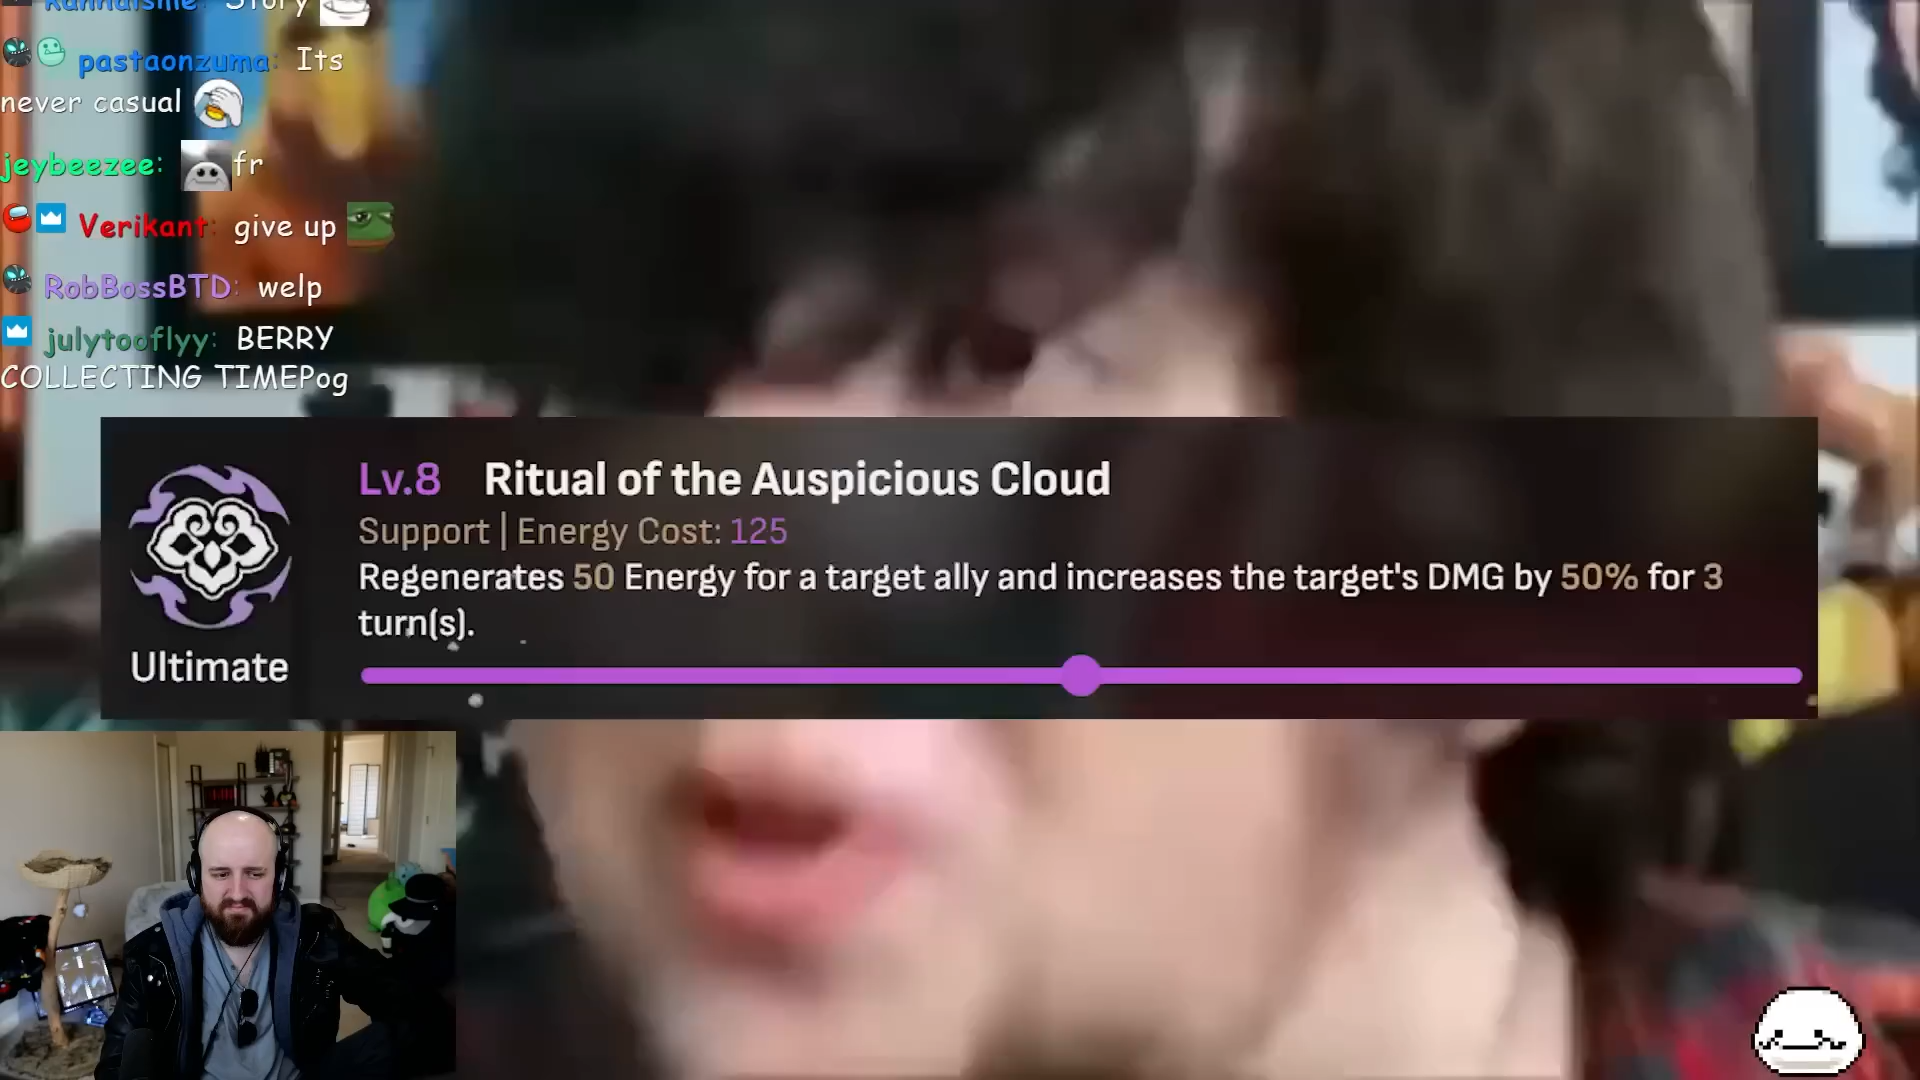 kannaisme: Story
pastaonzuma: Its
never casual
jeybeezee: fr
Verikant: give up
RobBossBTD: welp
julytooflyy: BERRY
COLLECTING TIMEPog
Lv.8 Ritual of the Auspicious Cloud
Support | Energy Cost: 125
Regenerates 50 Energy for a target ally and increases the target's DMG by 50% for 3
turn(s).
Ultimate